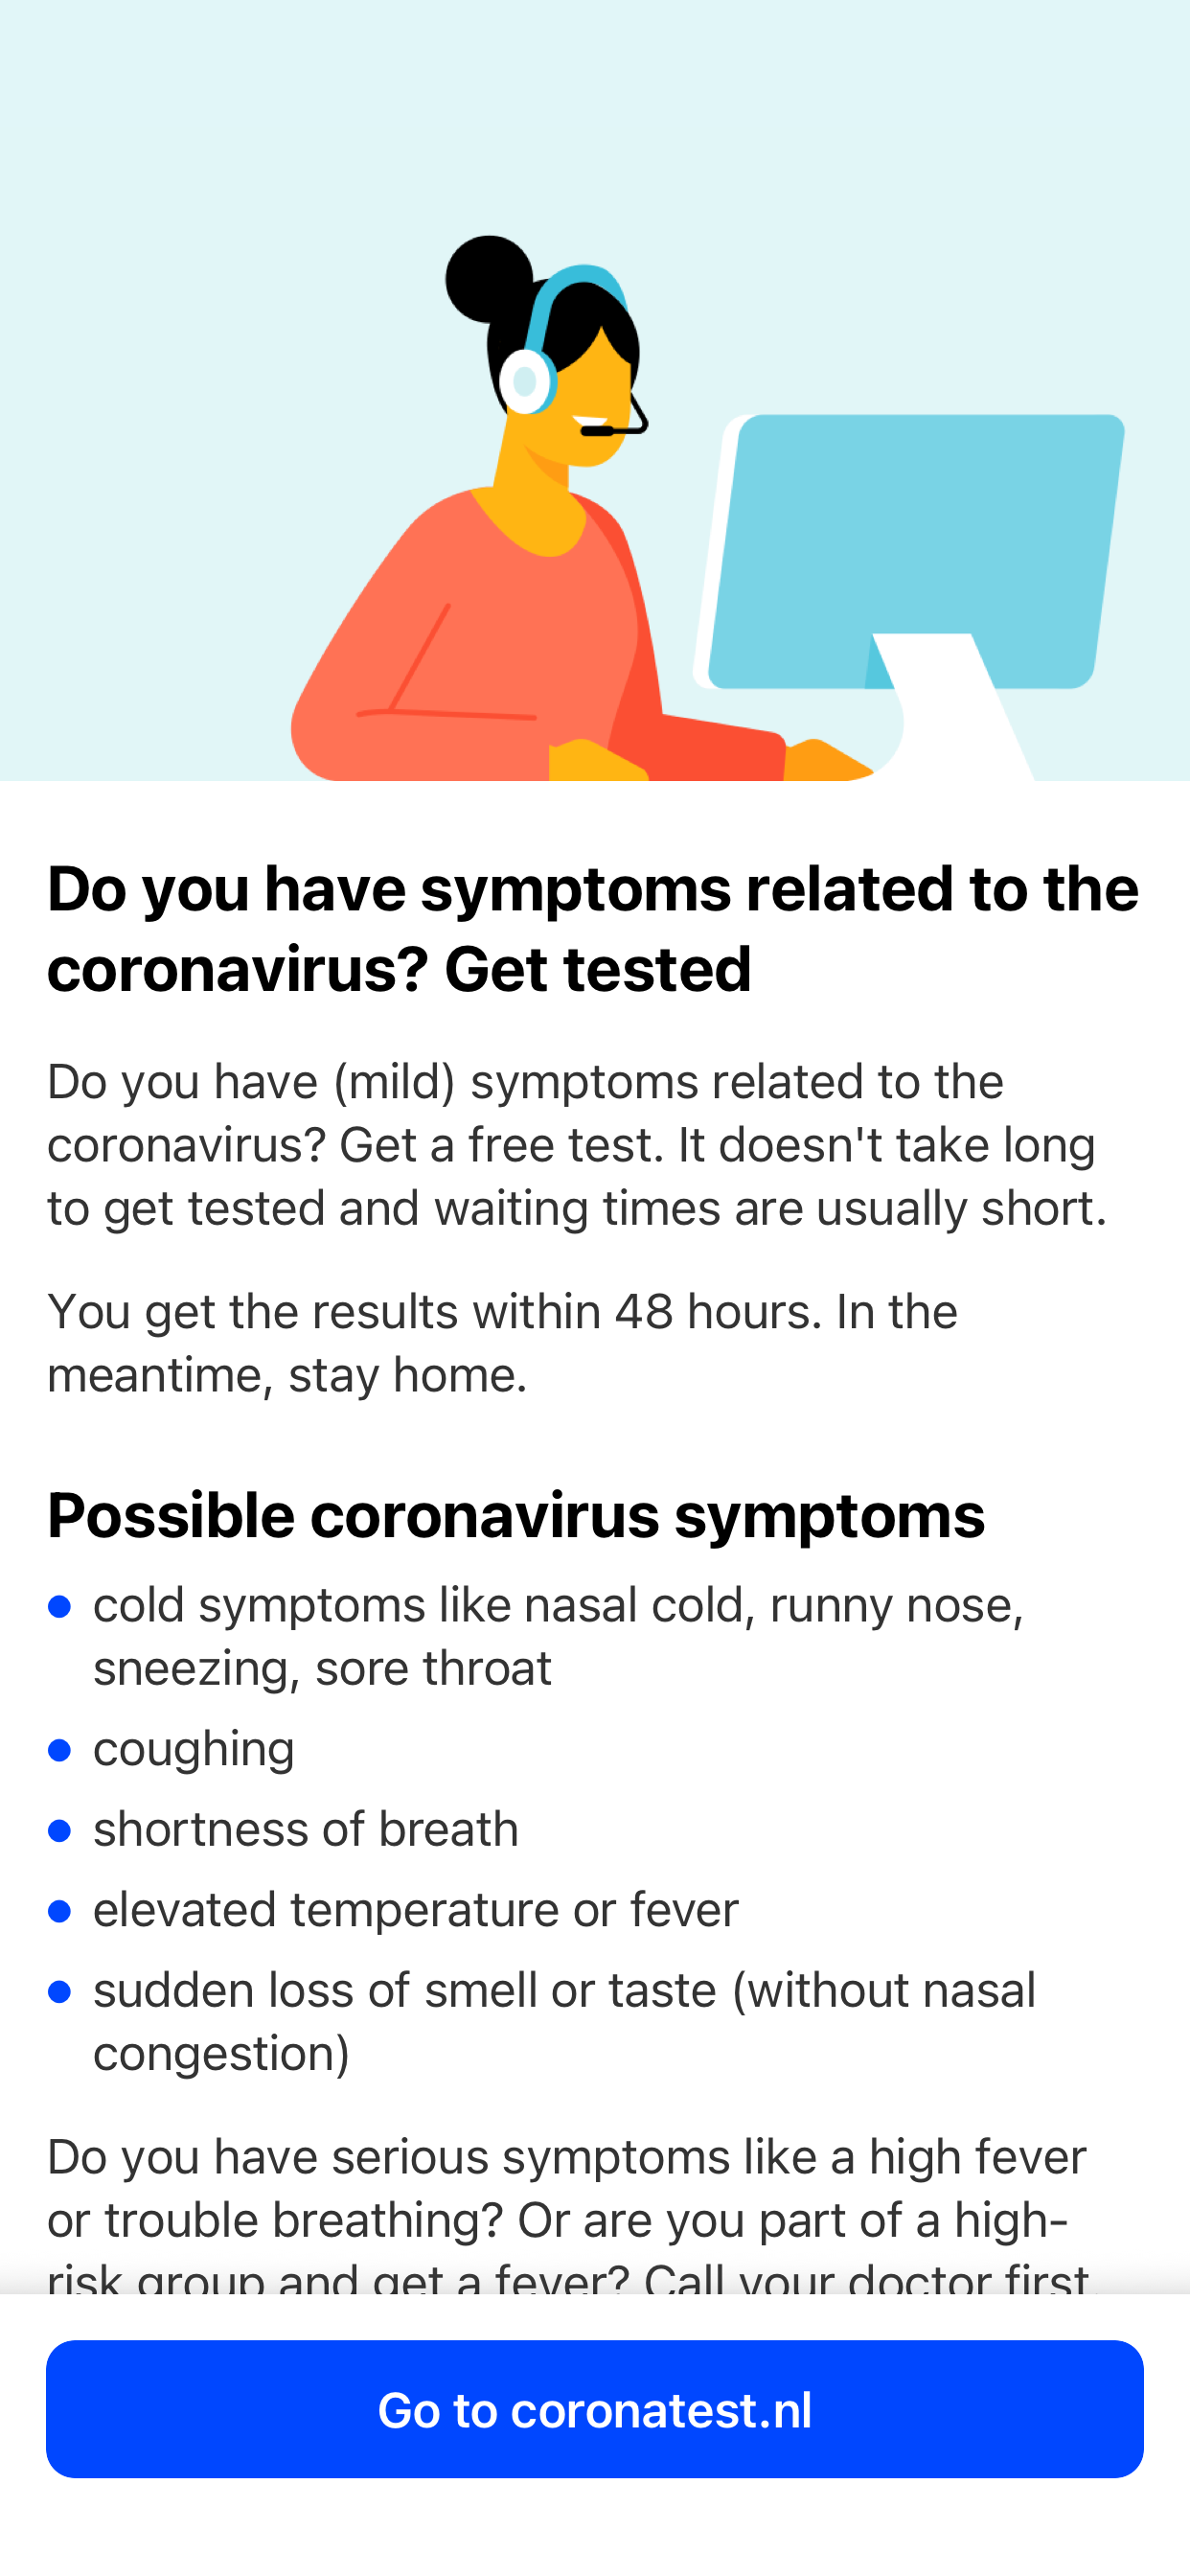 Do you have symptoms related to the
coronavirus? Get tested
Do you have (mild) symptoms related to the
coronavirus? Get a free test. It doesn't take long
to get tested and waiting times are usually short.
You get the results within 48 hours. In the
meantime, stay home.
Possible coronavirus symptoms
● cold symptoms like nasal cold, runny nose,
sneezing, sore throat
● coughing
● shortness of breath
● elevated temperature or fever
● sudden loss of smell or taste (without nasal
congestion)
Do you have serious symptoms like a high fever
or trouble breathing? Or are you part of a high-
risk group and get a fever? Call your doctor first.
Go to coronatest.nl